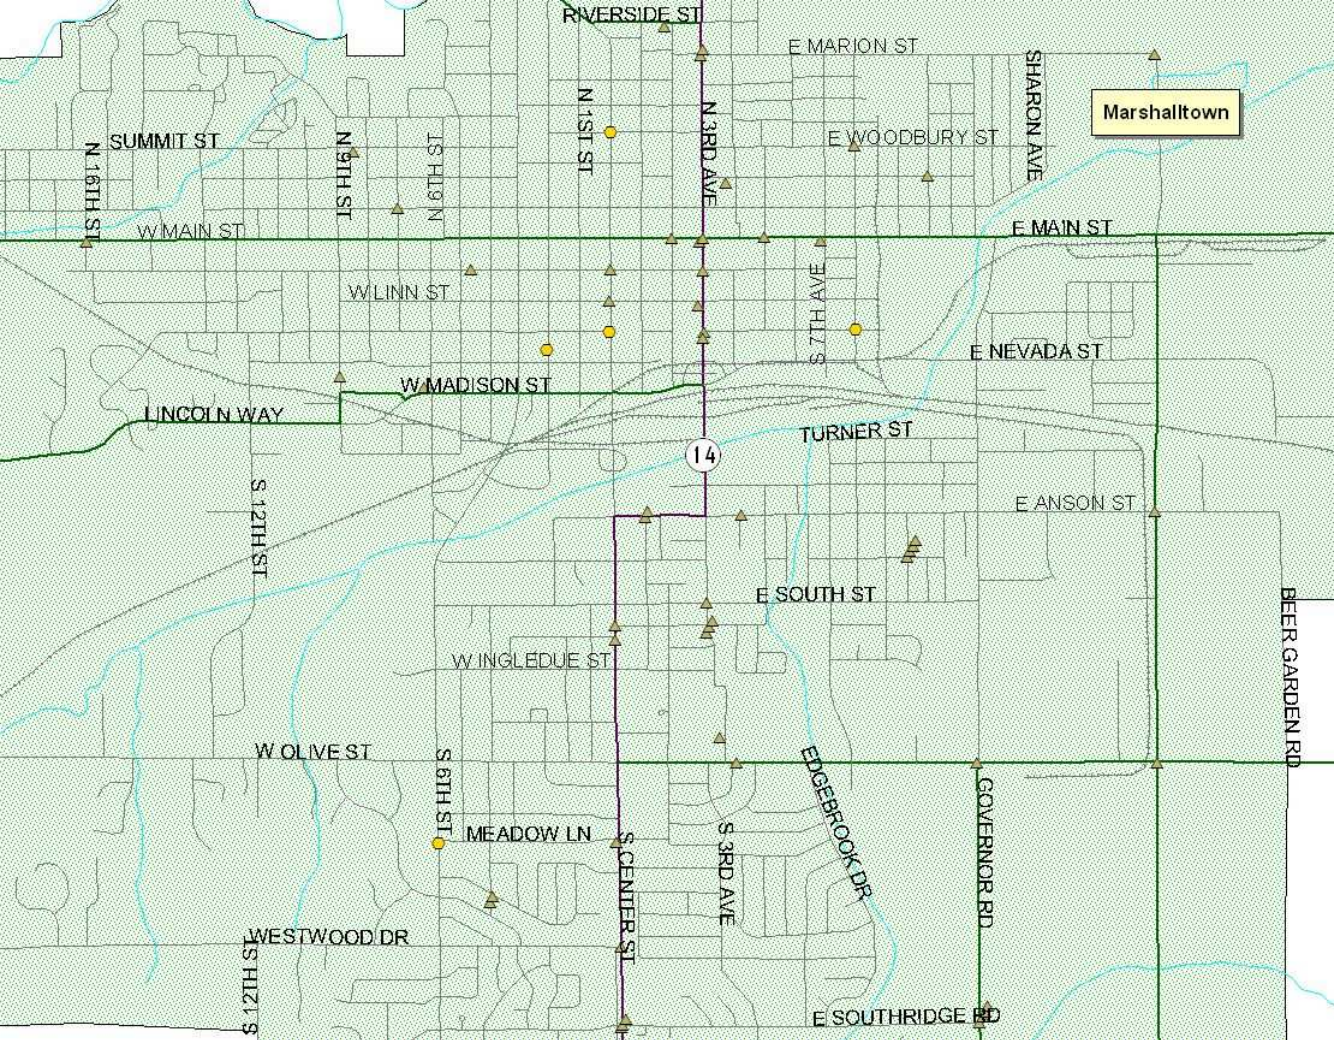 RIVERSIDE ST
E MARION ST
SHARON AVE
Marshalltown
N 1ST ST
N 3RD AVE
E WOODBURY ST
SUMMIT ST
N 9TH ST
N 6TH ST
N 16TH ST
W MAIN ST
E MAIN ST
W LINN ST
S 7TH AVE
E NEVADA ST
W MADISON ST
LINCOLN WAY
TURNER ST
14
S 12TH ST
E ANSON ST
E SOUTH ST
BEER GARDEN RD
W INGLEDUE ST
W OLIVE ST
S 6TH ST
EDGEBROOK DR
GOVERNOR RD
MEADOW LN
S CENTER ST
S 3RD AVE
WESTWOOD DR
S 12TH ST
E SOUTHRIDGE RD